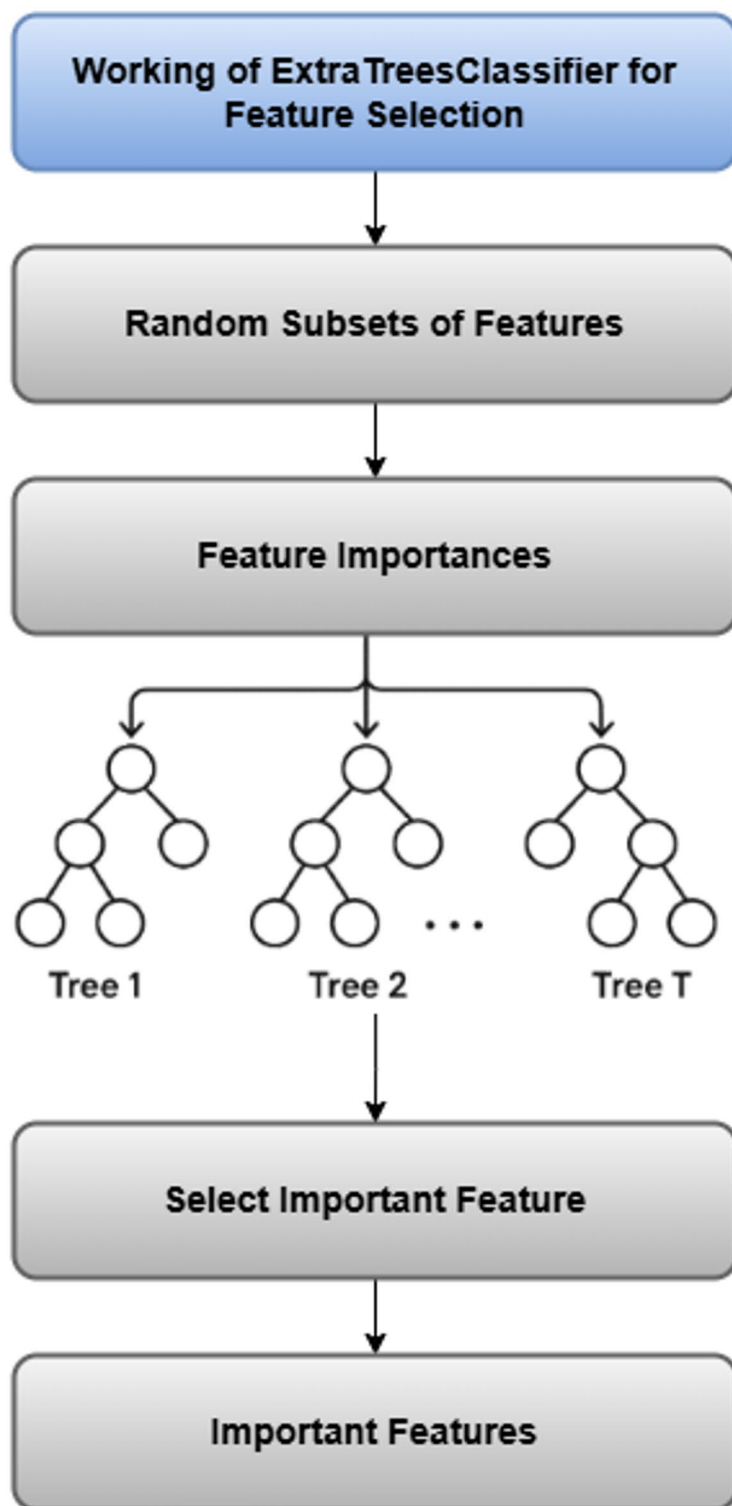 Working of ExtraTreesClassifier for
Feature Selection
Random Subsets of Features
Feature Importances
...
Tree 1
Tree 2
Tree T
Select Important Feature
Important Features